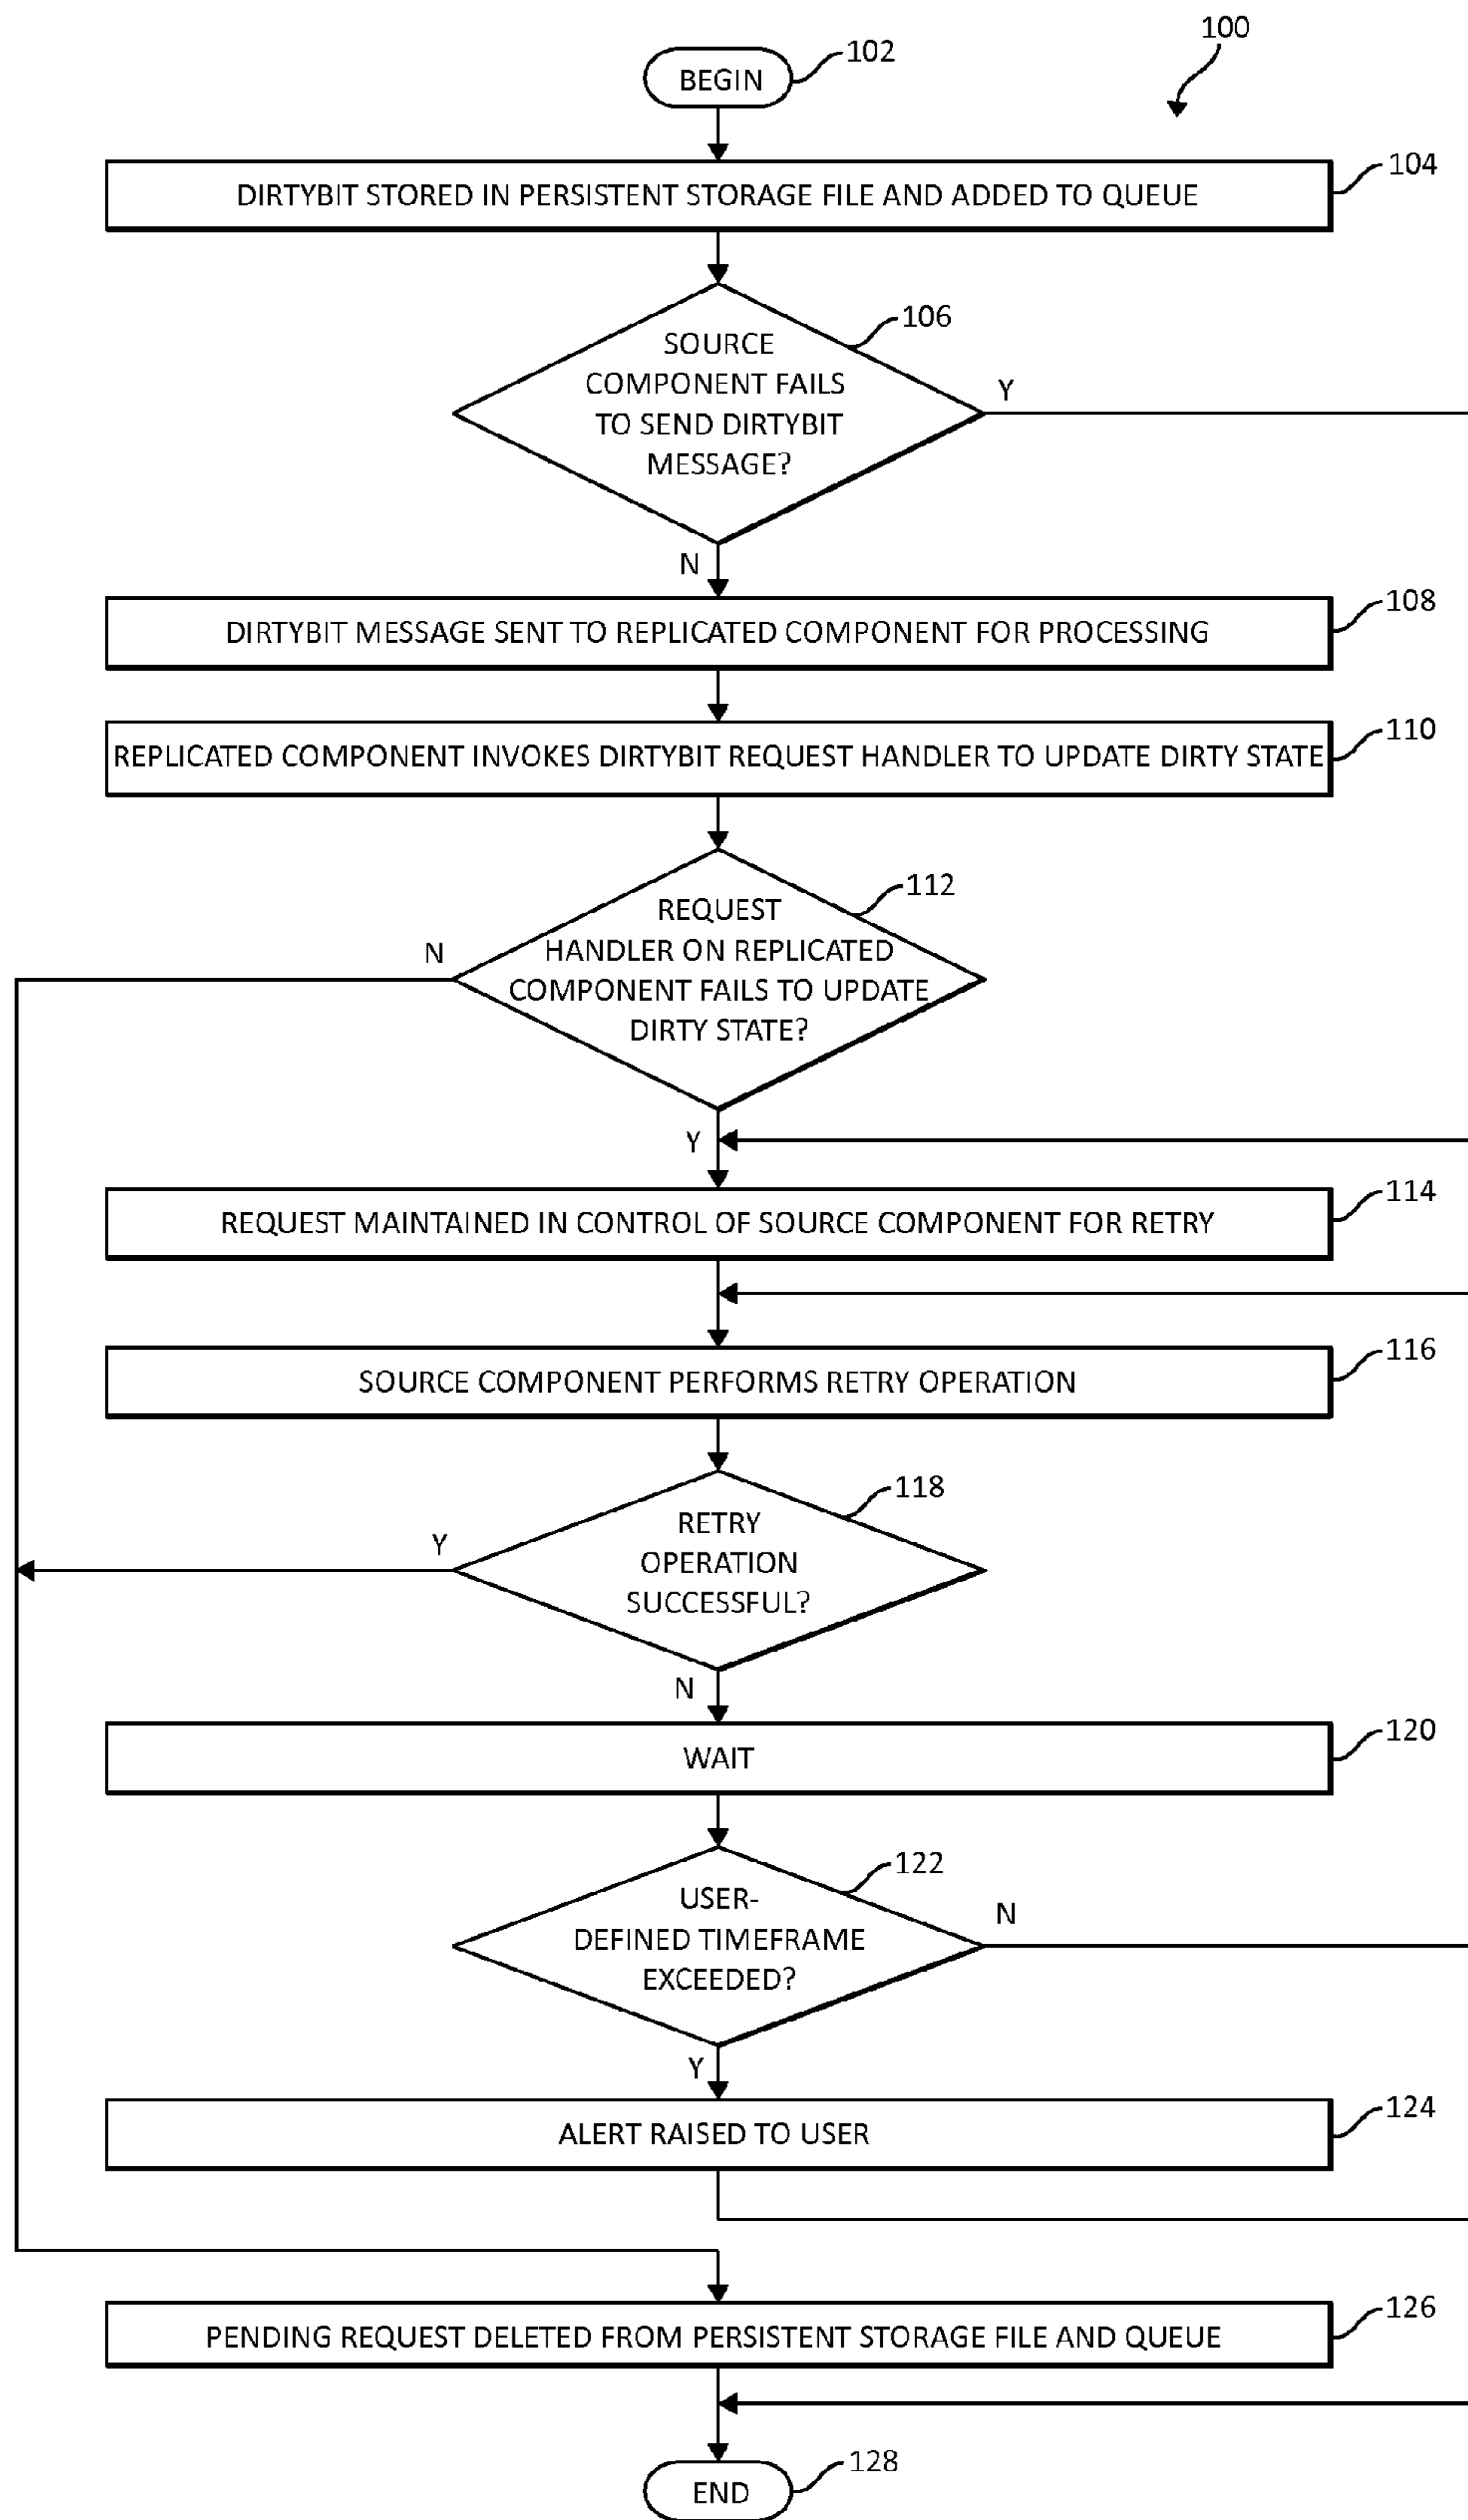 100
BEGIN
102
DIRTYBIT STORED IN PERSISTENT STORAGE FILE AND ADDED TO QUEUE
104
SOURCE
COMPONENT FAILS
TO SEND DIRTYBIT
MESSAGE?
106
Y
N
DIRTYBIT MESSAGE SENT TO REPLICATED COMPONENT FOR PROCESSING
108
REPLICATED COMPONENT INVOKES DIRTYBIT REQUEST HANDLER TO UPDATE DIRTY STATE
110
REQUEST
HANDLER ON REPLICATED
COMPONENT FAILS TO UPDATE
DIRTY STATE?
112
N
Y
REQUEST MAINTAINED IN CONTROL OF SOURCE COMPONENT FOR RETRY
114
SOURCE COMPONENT PERFORMS RETRY OPERATION
116
RETRY
OPERATION
SUCCESSFUL?
118
Y
N
WAIT
120
USER-
DEFINED TIMEFRAME
EXCEEDED?
122
N
Y
ALERT RAISED TO USER
124
PENDING REQUEST DELETED FROM PERSISTENT STORAGE FILE AND QUEUE
126
END
128